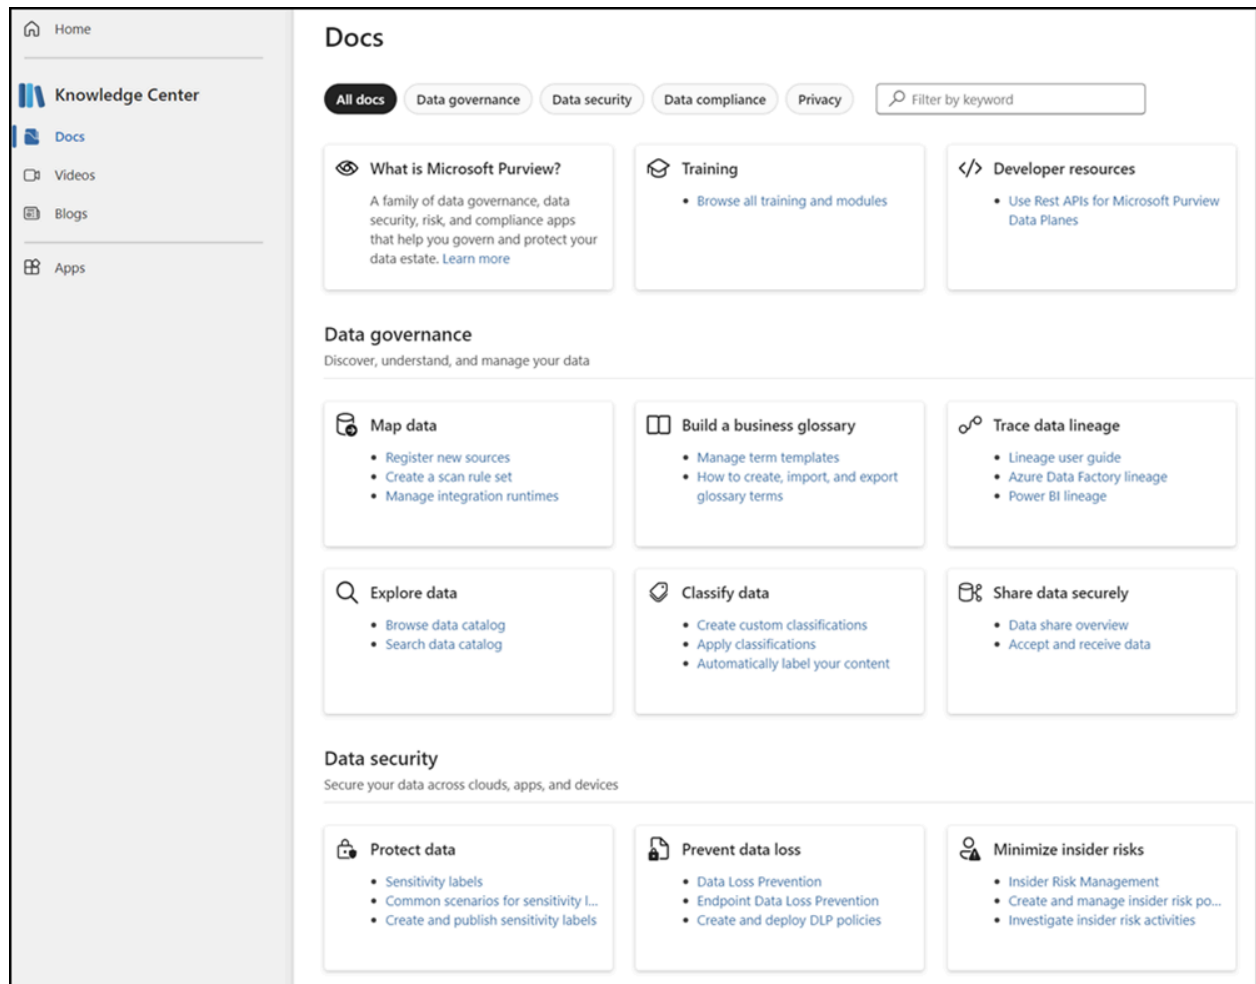 Home
Knowledge Center
Docs
Videos
Blogs
Apps
Docs
All docs
Data governance
Data security
Data compliance
Privacy
Filter by keyword
What is Microsoft Purview?
A family of data governance, data
security, risk, and compliance apps
that help you govern and protect your
data estate. Learn more
Training
• Browse all training and modules
Developer resources
• Use Rest APIs for Microsoft Purview
Data Planes
Data governance
Discover, understand, and manage your data
Map data
• Register new sources
• Create a scan rule set
• Manage integration runtimes
Build a business glossary
• Manage term templates
• How to create, import, and export
glossary terms
Trace data lineage
• Lineage user guide
• Azure Data Factory lineage
• Power BI lineage
Explore data
• Browse data catalog
• Search data catalog
Classify data
• Create custom classifications
• Apply classifications
• Automatically label your content
Share data securely
• Data share overview
• Accept and receive data
Data security
Secure your data across clouds, apps, and devices
Protect data
• Sensitivity labels
• Common scenarios for sensitivity l...
• Create and publish sensitivity labels
Prevent data loss
• Data Loss Prevention
• Endpoint Data Loss Prevention
• Create and deploy DLP policies
Minimize insider risks
• Insider Risk Management
• Create and manage insider risk po...
• Investigate insider risk activities